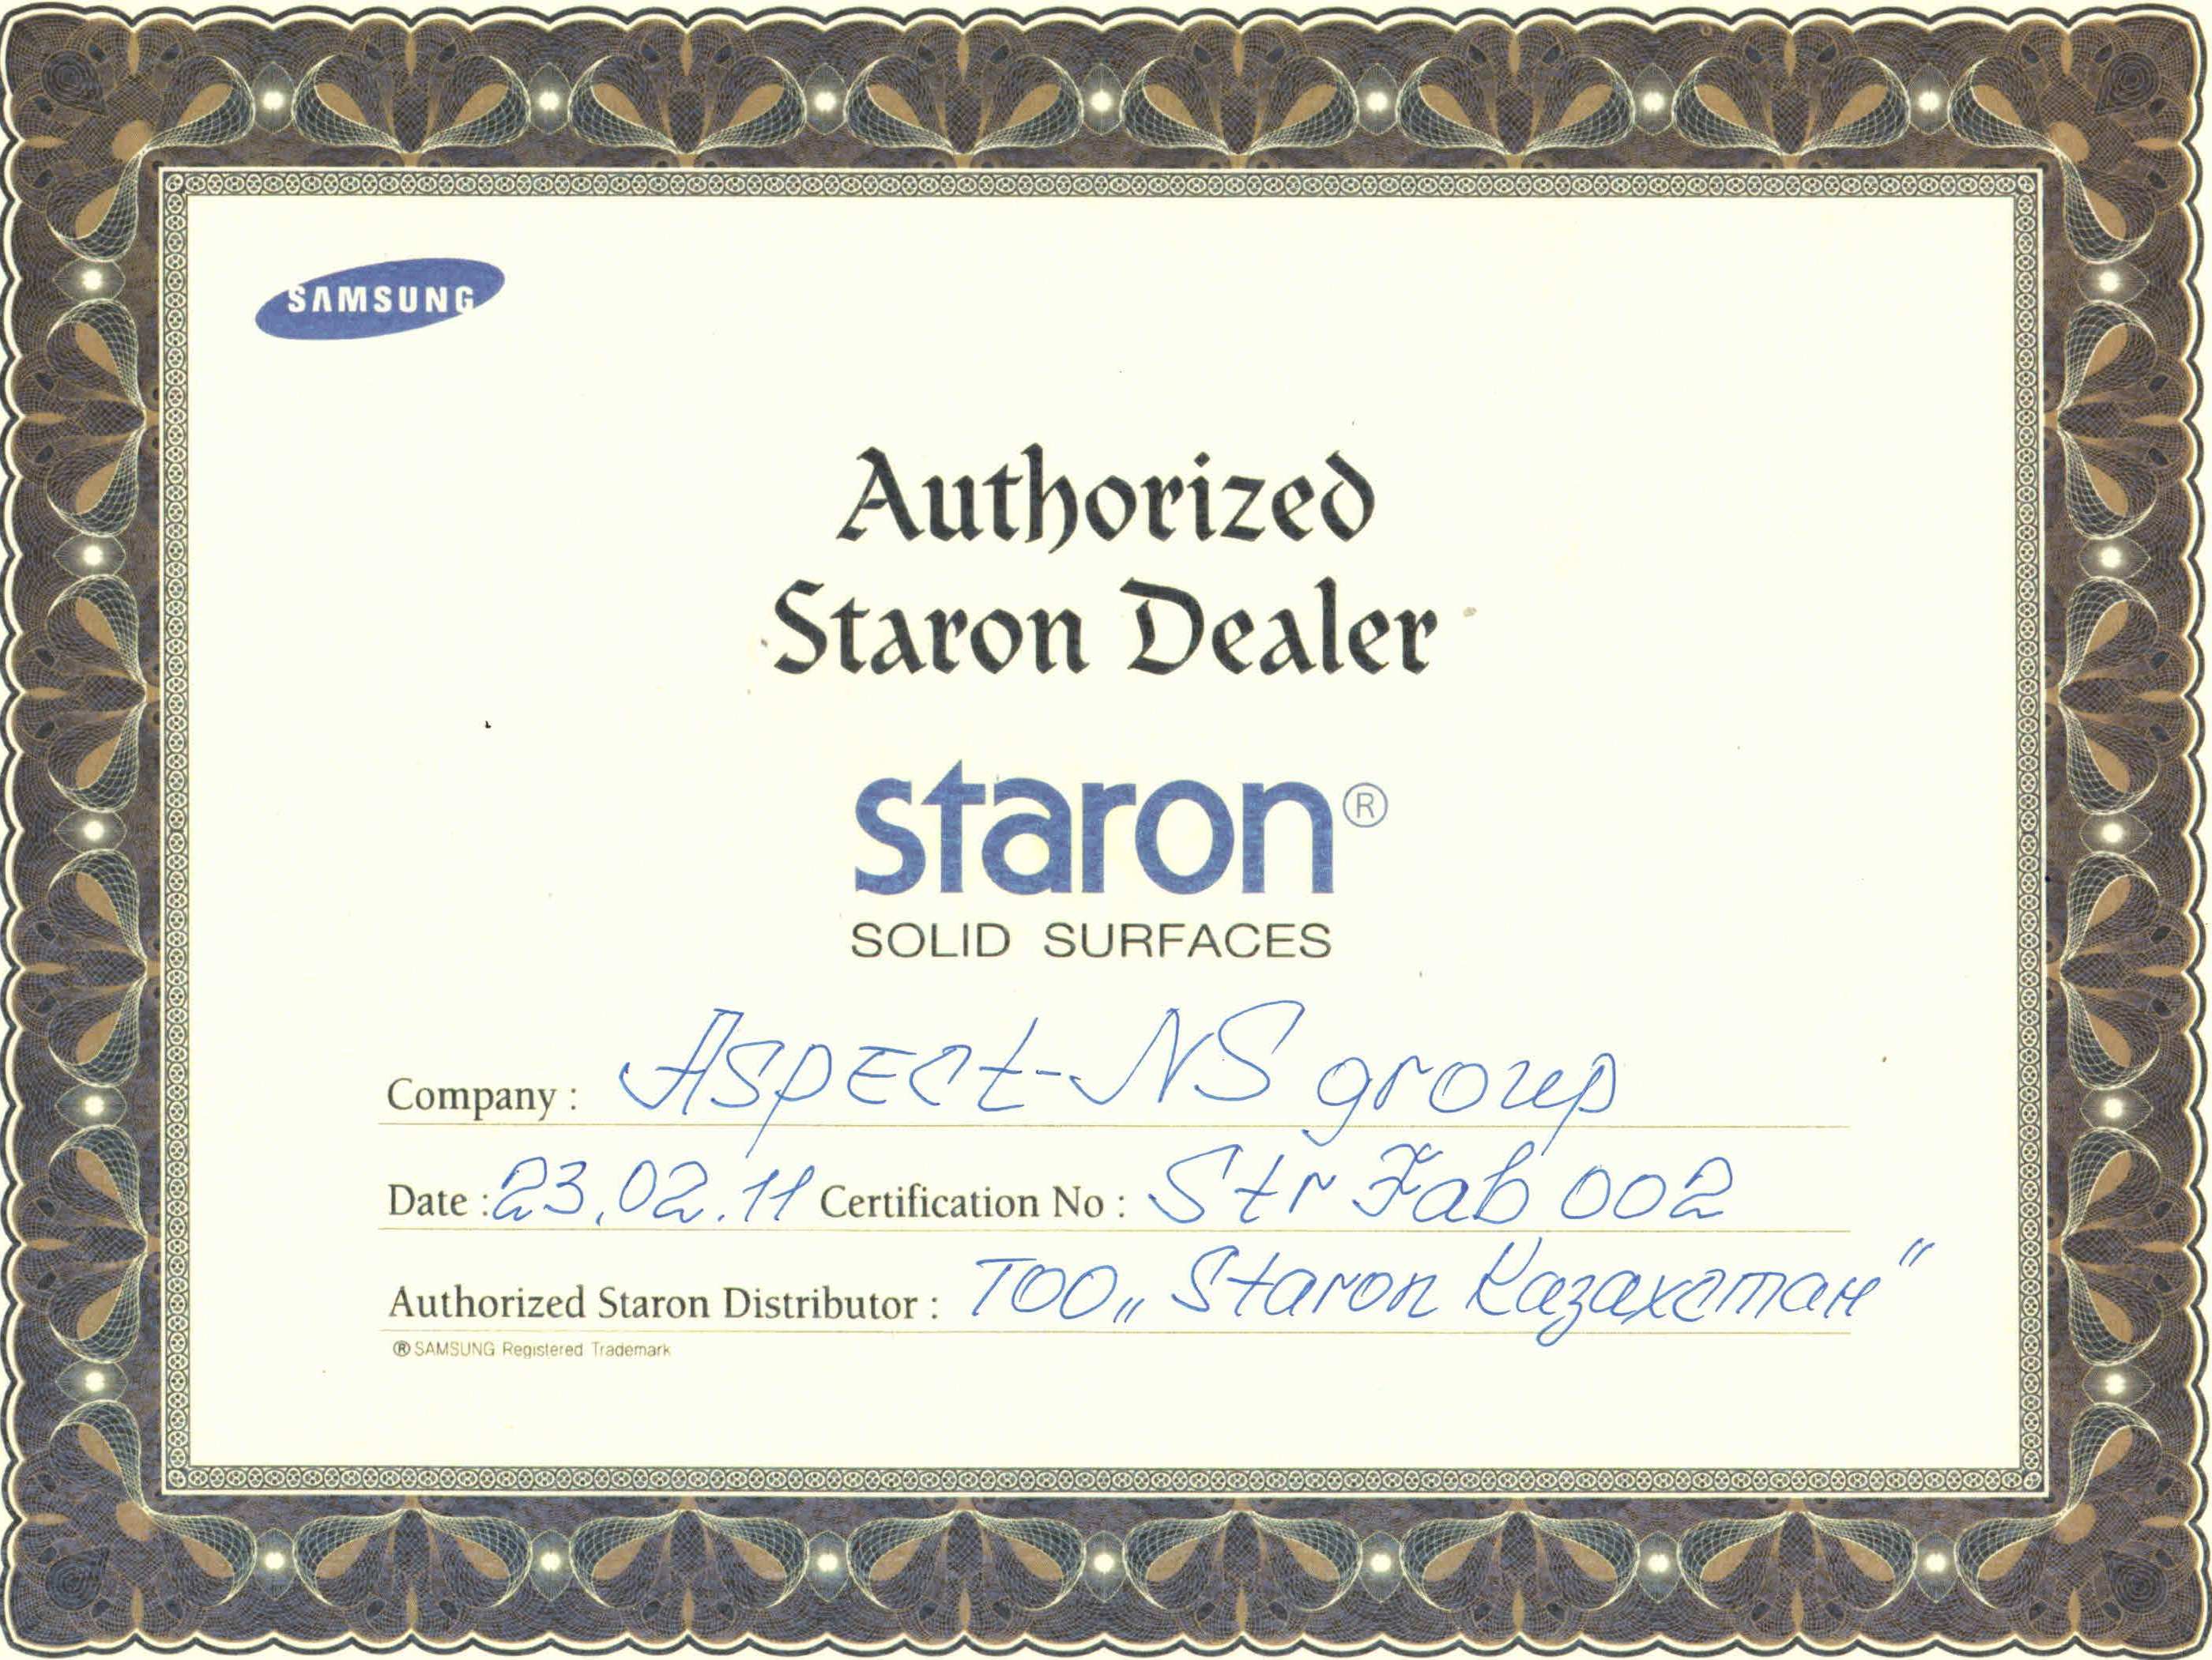 SAMSUNG
Authorized
Staron Dealer
staron®
SOLID SURFACES
Company : Aspect-NS group
Date : 23.02.11 Certification No : Str Fab 002
Authorized Staron Distributor : ТОО „Staron Казахстан"
® SAMSUNG Registered Trademark